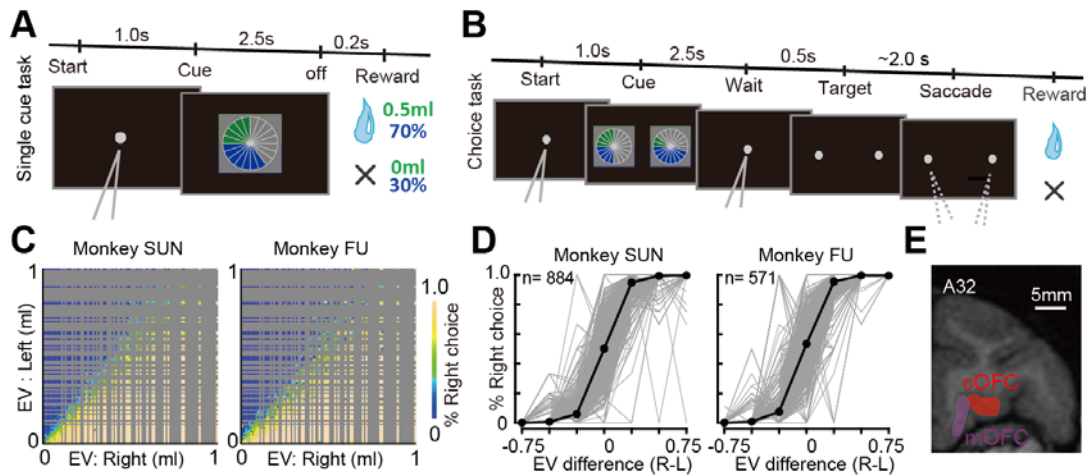 A
1.0s 2.5s 0.2s
Start Cue off Reward
Single cue task
0.5ml
70%
0ml
30%
B
1.0s 2.5s 0.5s ~2.0 s
Start Cue Wait Target Saccade Reward
Choice task
C
Monkey SUN Monkey FU
1 1.0
EV : Left (ml)
% Right choice
0 0
0 EV: Right (ml) 1 0 EV: Right (ml) 1
D
Monkey SUN Monkey FU
1.0
n= 884 n= 571
% Right choice
0
-0.75 0 0.75 -0.75 0 0.75
EV difference (R-L) EV difference (R-L)
E
A32
5mm
cOFC
mOFC